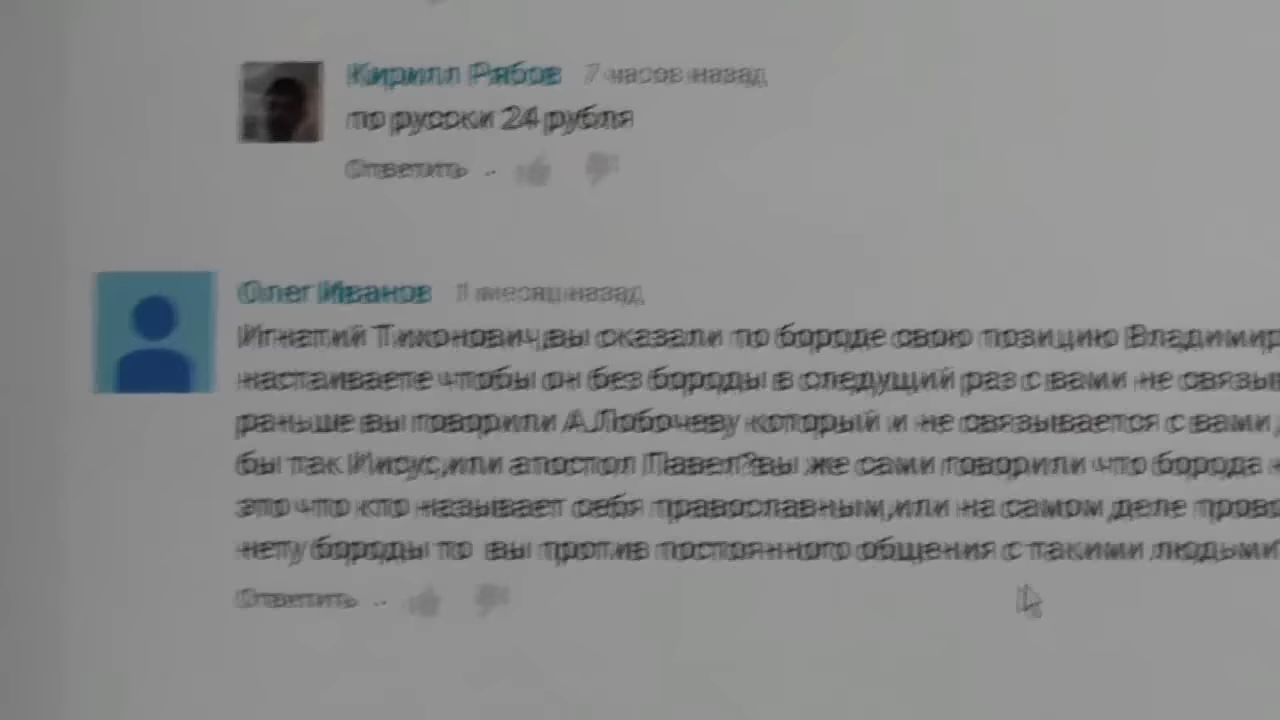 Кирилл Рябов 7 часов назад
по русски 24 рубля
Ответить
Олег Иванов 1 месяц назад
Игнатий Тихонович,вы сказали по бороде свою позицию Владимир
настаиваете чтобы он без бороды в следущий раз с вами не связыв
раньше вы говорили А.Лобочеву который и не связывается с вами,
бы так Иисус,или апостол Павел?вы же сами говорили что борода
это что кто называет себя православным,или на самом деле
нету бороды то вы против постоянного общения с такими людьми
Ответить